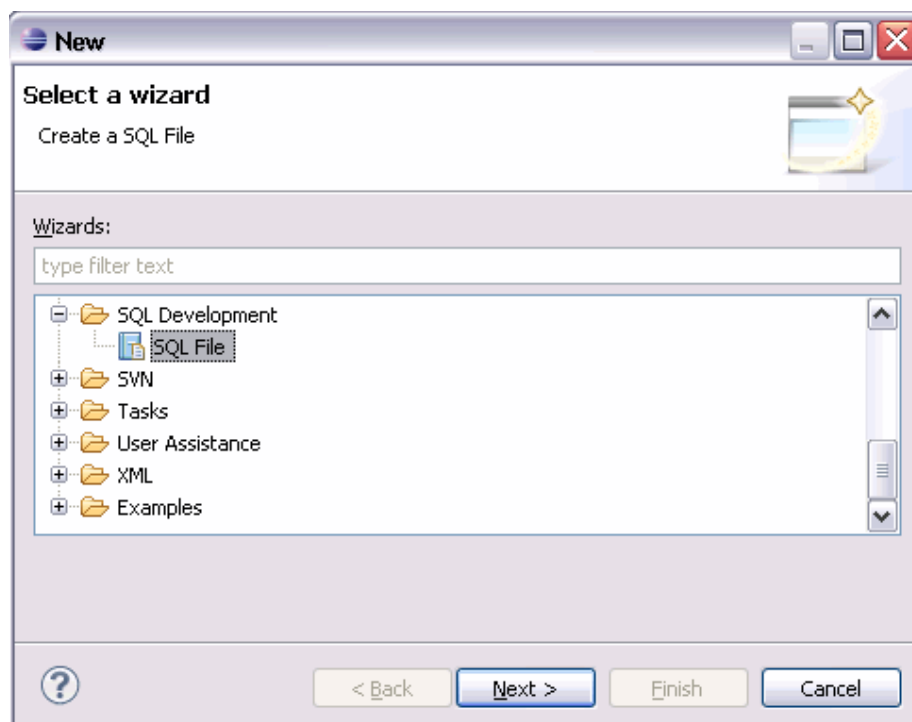 New
Select a wizard
Create a SQL File
Wizards:
type filter text
SQL Development
SQL File
SVN
Tasks
User Assistance
XML
Examples
? < Back Next > Finish Cancel